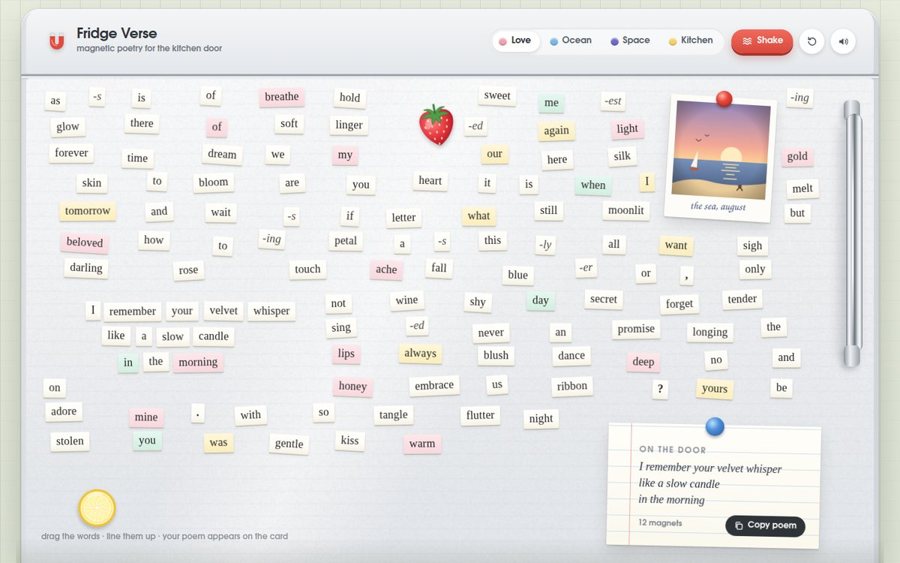 Fridge Verse
magnetic poetry for the kitchen door
Love Ocean Space Kitchen Shake
as -s is of breathe hold sweet me -est -ing
glow there of soft linger -ed again light
forever time dream we my our here silk gold
skin to bloom are you heart it is when I melt
tomorrow and wait -s if letter what still moonlit but
the sea, august
beloved how to -ing petal a -s this -ly all want sigh
darling rose touch ache fall blue -er or , only
I remember your velvet whisper not wine shy day secret forget tender
like a slow candle sing -ed never an promise longing the
in the morning lips always blush dance deep no and
on honey embrace us ribbon ? yours be
adore mine . with so tangle flutter night
stolen you was gentle kiss warm
ON THE DOOR
I remember your velvet whisper
like a slow candle
in the morning
12 magnets Copy poem
drag the words · line them up · your poem appears on the card